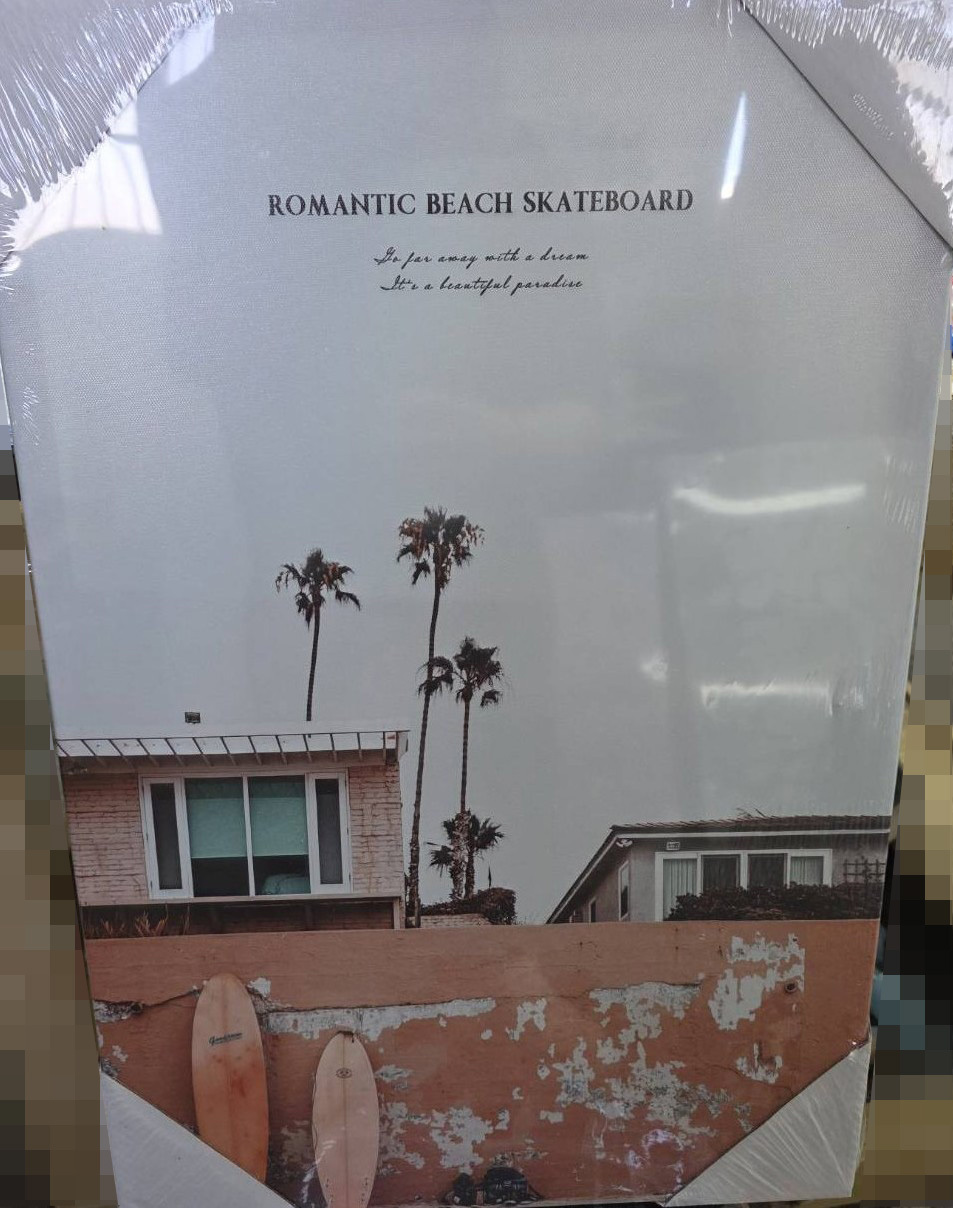 ROMANTIC BEACH SKATEBOARD
Go far away with a dream
It's a beautiful paradise